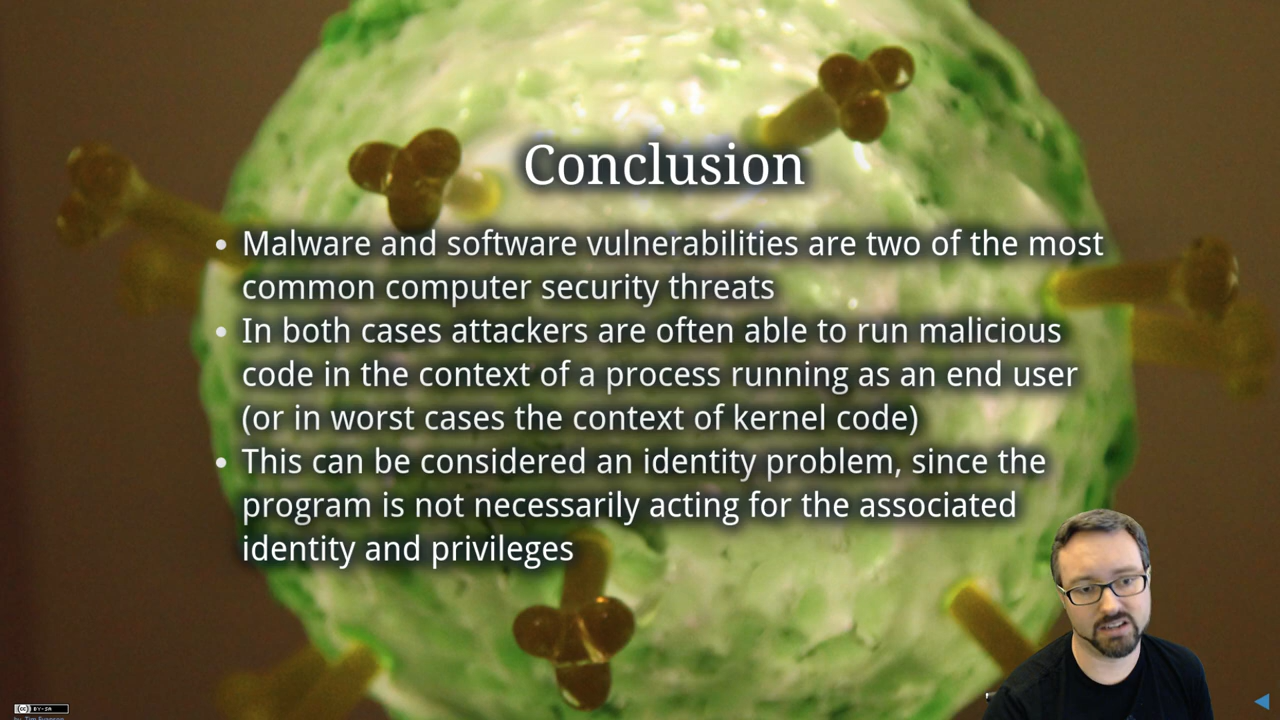 Conclusion
• Malware and software vulnerabilities are two of the most
common computer security threats
• In both cases attackers are often able to run malicious
code in the context of a process running as an end user
(or in worst cases the context of kernel code)
• This can be considered an identity problem, since the
program is not necessarily acting for the associated
identity and privileges
(cc) BY-SA